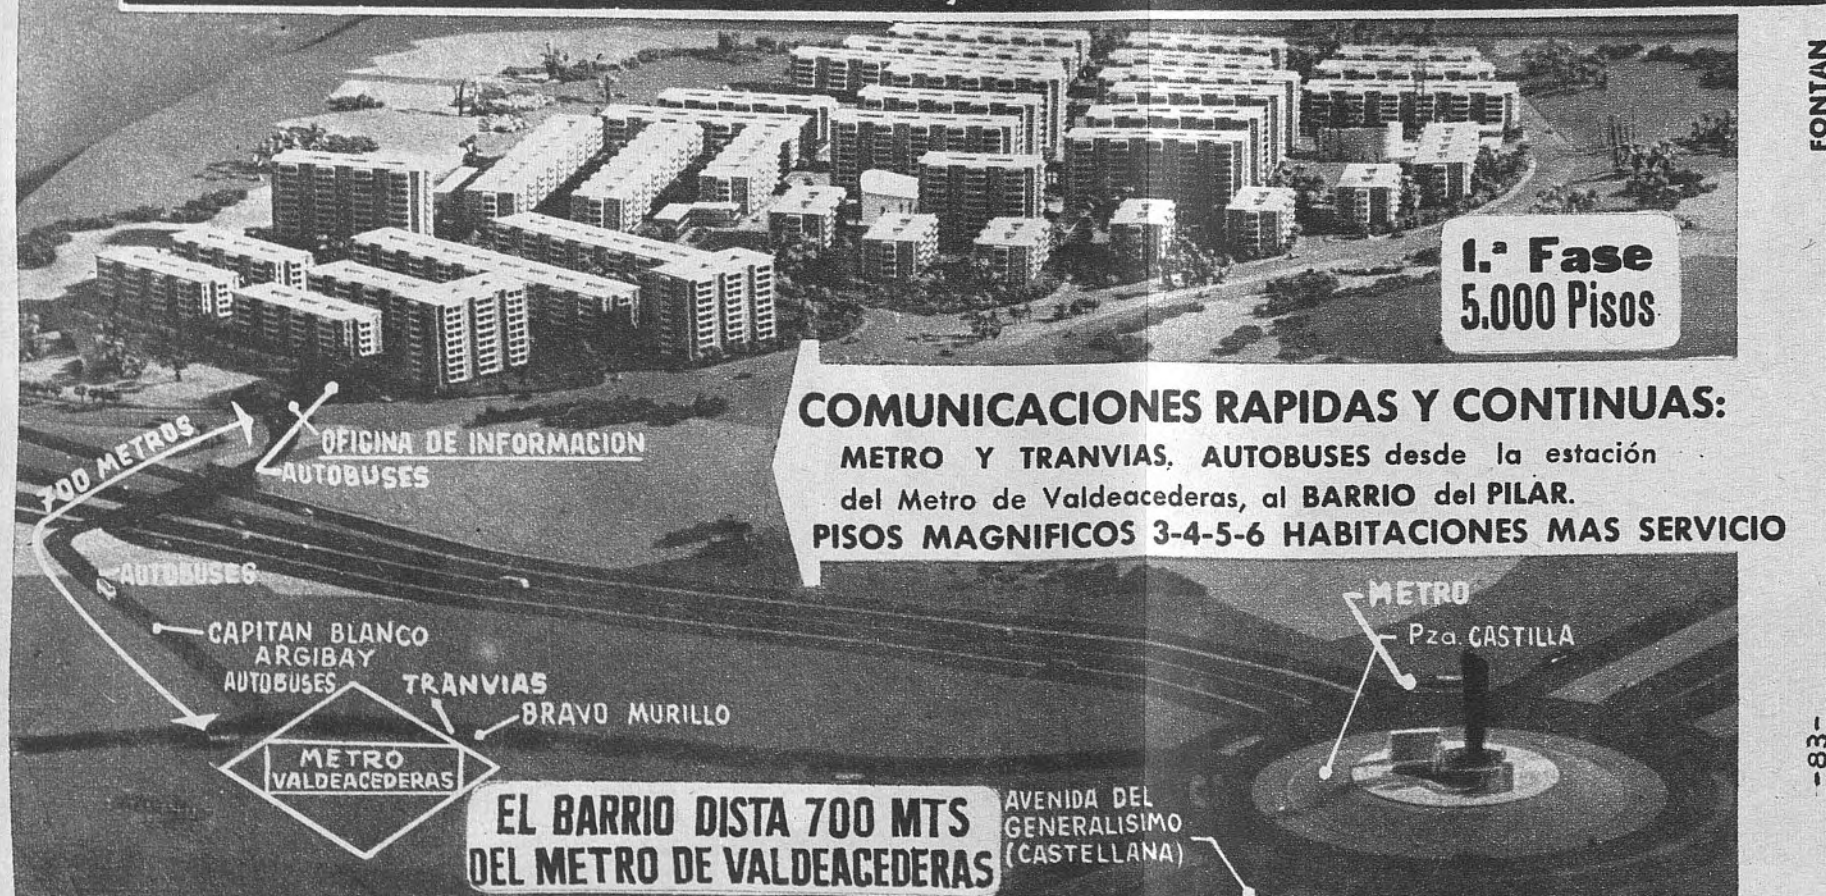 1.ª Fase
5.000 Pisos
COMUNICACIONES RAPIDAS Y CONTINUAS:
METRO Y TRANVIAS, AUTOBUSES desde la estación
del Metro de Valdeacederas, al BARRIO del PILAR.
PISOS MAGNIFICOS 3-4-5-6 HABITACIONES MAS SERVICIO
700 METROS
OFICINA DE INFORMACION
AUTOBUSES
AUTOBUSES
CAPITAN BLANCO
ARGIBAY
AUTOBUSES
TRANVIAS
BRAVO MURILLO
METRO
VALDEACEDERAS
METRO
Pza. CASTILLA
EL BARRIO DISTA 700 MTS
DEL METRO DE VALDEACEDERAS
AVENIDA DEL
GENERALISIMO
(CASTELLANA)
FONTAN
-83-